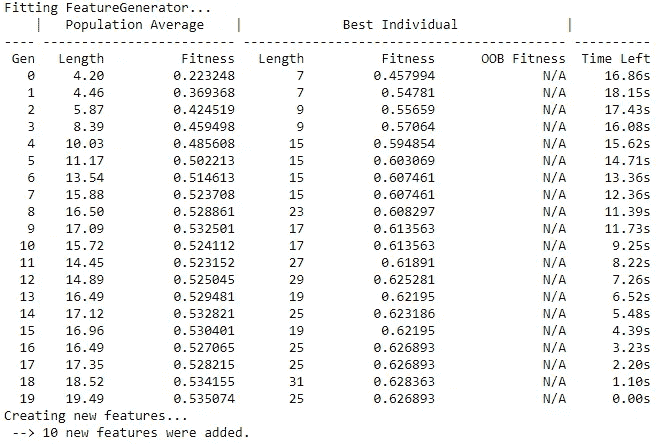 Fitting FeatureGenerator...
| Population Average | Best Individual |
---- ------------------------- ------------------------------------------ ----------
Gen Length Fitness Length Fitness OOB Fitness Time Left
0 4.20 0.223248 7 0.457994 N/A 16.86s
1 4.46 0.369368 7 0.54781 N/A 18.15s
2 5.87 0.424519 9 0.55659 N/A 17.43s
3 8.39 0.459498 9 0.57064 N/A 16.08s
4 10.03 0.485608 15 0.594854 N/A 15.62s
5 11.17 0.502213 15 0.603069 N/A 14.71s
6 13.54 0.514613 15 0.607461 N/A 13.36s
7 15.88 0.523708 15 0.607461 N/A 12.36s
8 16.50 0.528861 23 0.608297 N/A 11.39s
9 17.09 0.532501 17 0.613563 N/A 11.73s
10 15.72 0.524112 17 0.613563 N/A 9.25s
11 14.45 0.523152 27 0.61891 N/A 8.22s
12 14.89 0.525045 29 0.625281 N/A 7.26s
13 16.49 0.529481 19 0.62195 N/A 6.52s
14 17.12 0.532821 25 0.623186 N/A 5.48s
15 16.96 0.530401 19 0.62195 N/A 4.39s
16 16.49 0.527065 25 0.626893 N/A 3.23s
17 17.35 0.528215 25 0.626893 N/A 2.20s
18 18.52 0.534155 31 0.628363 N/A 1.10s
19 19.49 0.535074 25 0.626893 N/A 0.00s
Creating new features...
--> 10 new features were added.